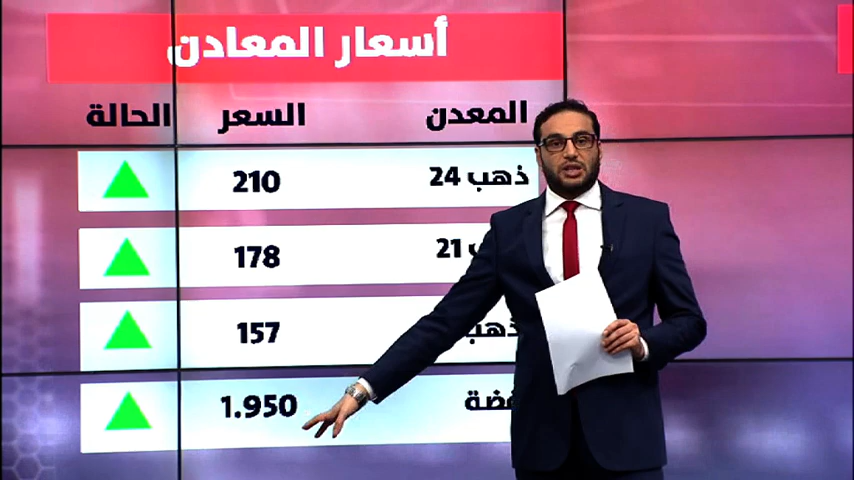 أسعار المعادن
المعدن السعر الحالة
ذهب 24 210
21 178
157
1.950